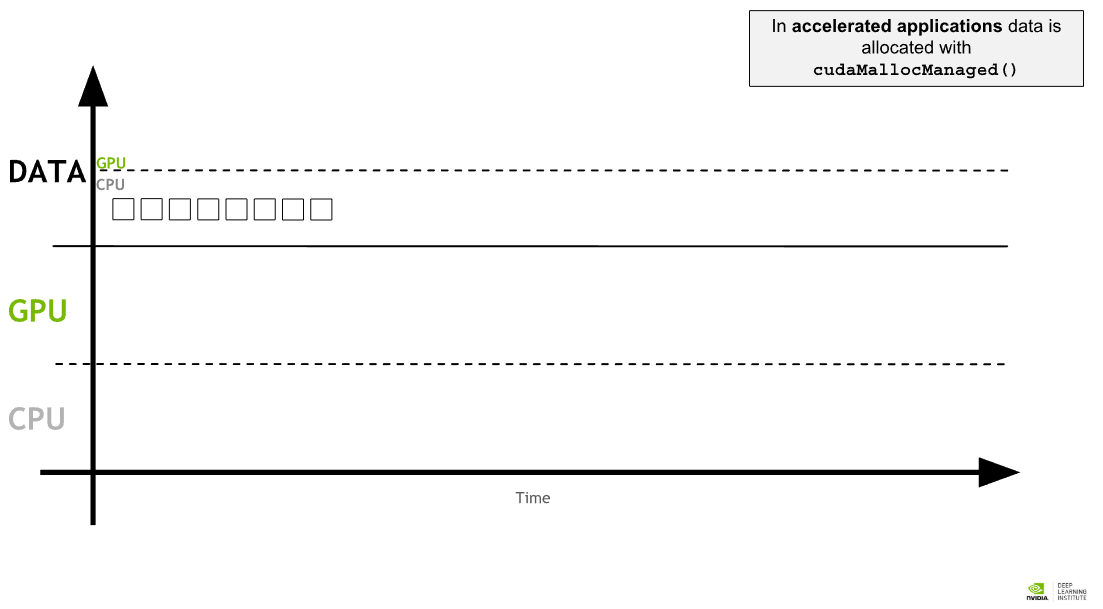 In accelerated applications data is
allocated with
cudaMallocManaged()
DATA
GPU
CPU
GPU
CPU
Time
NVIDIA
DEEP
LEARNING
INSTITUTE